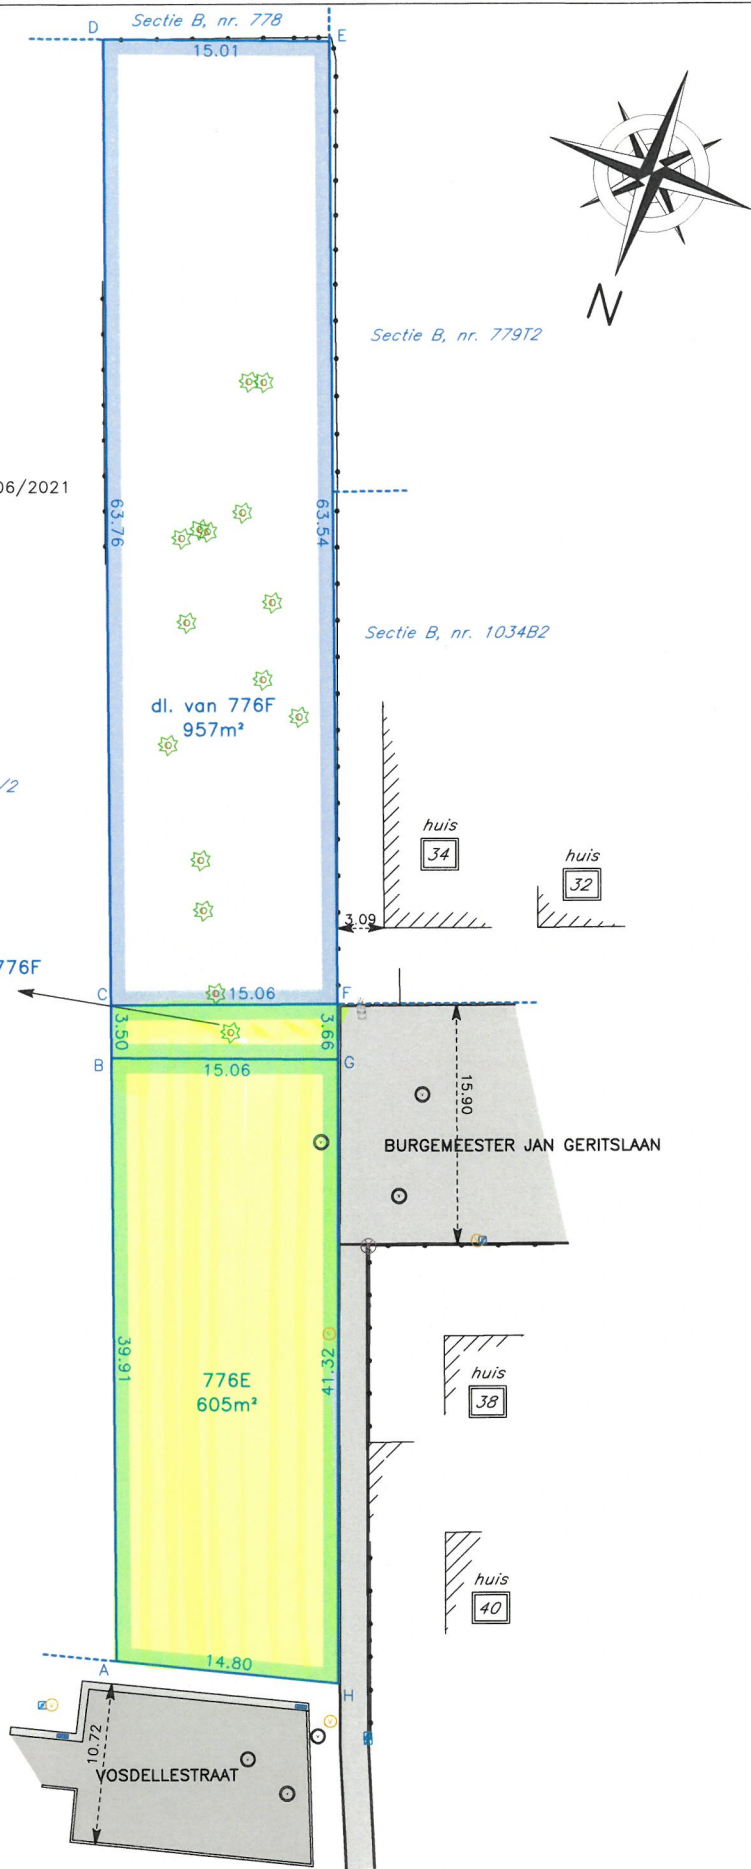 Sectie B, nr. 778
D
E
15.01
N
Sectie B, nr. 779T2
06/2021
63.76
63.54
Sectie B, nr. 1034B2
dl. van 776F
957m²
/2
huis
34
huis
32
3.09
776F
C
15.06
F
3.50
3.66
B
15.06
G
15.90
BURGEMEESTER JAN GERITSLAAN
39.91
41.32
776E
605m²
huis
38
huis
40
14.80
A
H
10.72
VOSDELLESTRAAT